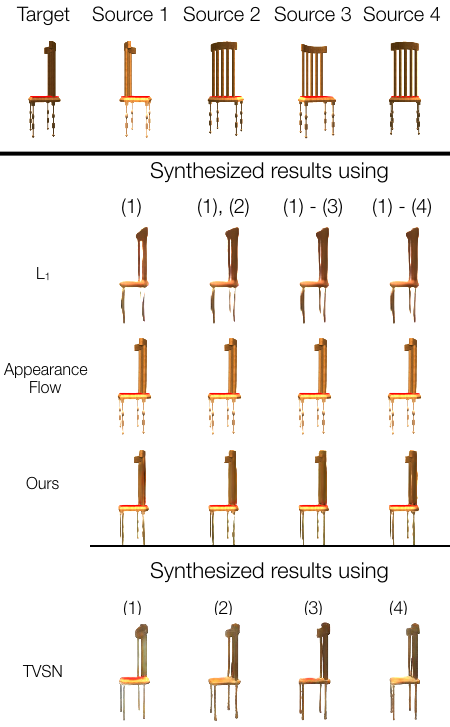 Target Source 1 Source 2 Source 3 Source 4
Synthesized results using
(1) (1), (2) (1) - (3) (1) - (4)
L₁
Appearance
Flow
Ours
Synthesized results using
(1) (2) (3) (4)
TVSN